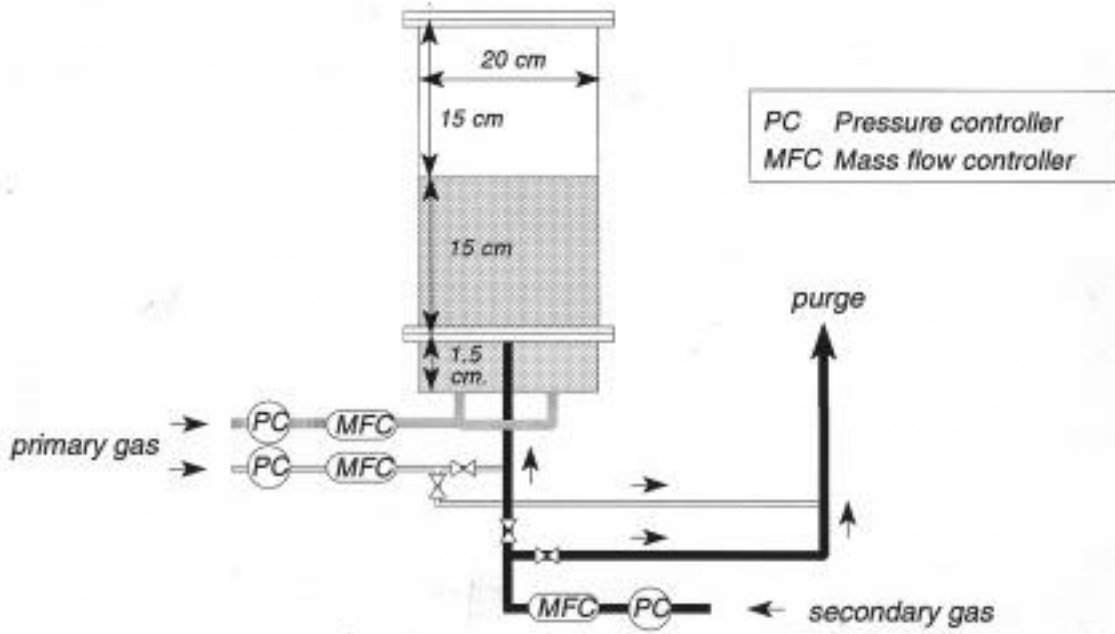 20 cm
15 cm
PC Pressure controller
MFC Mass flow controller
15 cm
purge
1.5
cm.
PC MFC
primary gas
PC MFC
MFC PC
secondary gas